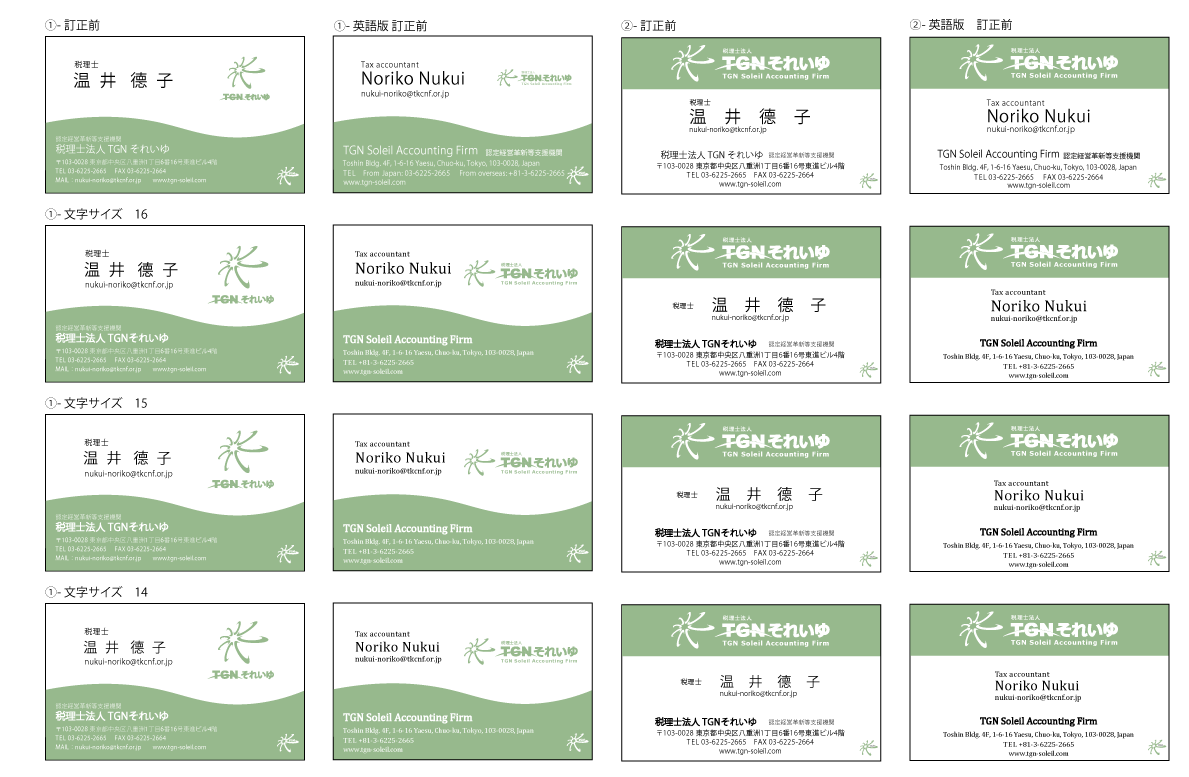 ①- 訂正前
税理士
温 井 德 子
TGNそれいゆ
認定経営革新等支援機関
税理士法人 TGN それいゆ
〒103-0028 東京都中央区八重洲1丁目6番16号東進ビル4階
TEL 03-6225-2665 FAX 03-6225-2664
MAIL : nukui-noriko@tkcnf.or.jp www.tgn-soleil.com
①- 英語版 訂正前
Tax accountant
Noriko Nukui
nukui-noriko@tkcnf.or.jp
税理士法人
TGNそれいゆ
TGN Soleil Accounting Firm
TGN Soleil Accounting Firm 認定経営革新等支援機関
Toshin Bldg. 4F, 1-6-16 Yaesu, Chuo-ku, Tokyo, 103-0028, Japan
TEL From Japan: 03-6225-2665 From overseas: +81-3-6225-2665
www.tgn-soleil.com
②- 訂正前
税理士法人
TGNそれいゆ
TGN Soleil Accounting Firm
税理士
温 井 德 子
nukui-noriko@tkcnf.or.jp
税理士法人 TGN それいゆ 認定経営革新等支援機関
〒103-0028 東京都中央区八重洲1丁目6番16号東進ビル4階
TEL 03-6225-2665 FAX 03-6225-2664
www.tgn-soleil.com
②- 英語版 訂正前
税理士法人
TGNそれいゆ
TGN Soleil Accounting Firm
Tax accountant
Noriko Nukui
nukui-noriko@tkcnf.or.jp
TGN Soleil Accounting Firm 認定経営革新等支援機関
Toshin Bldg. 4F, 1-6-16 Yaesu, Chuo-ku, Tokyo, 103-0028, Japan
TEL 03-6225-2665 FAX 03-6225-2664
www.tgn-soleil.com
①- 文字サイズ 16
税理士
温 井 德 子
nukui-noriko@tkcnf.or.jp
TGNそれいゆ
認定経営革新等支援機関
税理士法人 TGNそれいゆ
〒103-0028 東京都中央区八重洲1丁目6番16号東進ビル4階
TEL 03-6225-2665 FAX 03-6225-2664
MAIL : nukui-noriko@tkcnf.or.jp www.tgn-soleil.com
Tax accountant
Noriko Nukui
nukui-noriko@tkcnf.or.jp
税理士法人
TGNそれいゆ
TGN Soleil Accounting Firm
TGN Soleil Accounting Firm
Toshin Bldg. 4F, 1-6-16 Yaesu, Chuo-ku, Tokyo, 103-0028, Japan
TEL +81-3-6225-2665
www.tgn-soleil.com
税理士法人
TGNそれいゆ
TGN Soleil Accounting Firm
税理士 温 井 德 子
nukui-noriko@tkcnf.or.jp
税理士法人 TGNそれいゆ 認定経営革新等支援機関
〒103-0028 東京都中央区八重洲1丁目6番16号東進ビル4階
TEL 03-6225-2665 FAX 03-6225-2664
www.tgn-soleil.com
税理士法人
TGNそれいゆ
TGN Soleil Accounting Firm
Tax accountant
Noriko Nukui
nukui-noriko@tkcnf.or.jp
TGN Soleil Accounting Firm
Toshin Bldg. 4F, 1-6-16 Yaesu, Chuo-ku, Tokyo, 103-0028, Japan
TEL +81-3-6225-2665
www.tgn-soleil.com
①- 文字サイズ 15
税理士
温 井 德 子
nukui-noriko@tkcnf.or.jp
TGNそれいゆ
認定経営革新等支援機関
税理士法人 TGNそれいゆ
〒103-0028 東京都中央区八重洲1丁目6番16号東進ビル4階
TEL 03-6225-2665 FAX 03-6225-2664
MAIL : nukui-noriko@tkcnf.or.jp www.tgn-soleil.com
Tax accountant
Noriko Nukui
nukui-noriko@tkcnf.or.jp
税理士法人
TGNそれいゆ
TGN Soleil Accounting Firm
TGN Soleil Accounting Firm
Toshin Bldg. 4F, 1-6-16 Yaesu, Chuo-ku, Tokyo, 103-0028, Japan
TEL +81-3-6225-2665
www.tgn-soleil.com
税理士法人
TGNそれいゆ
TGN Soleil Accounting Firm
税理士 温 井 德 子
nukui-noriko@tkcnf.or.jp
税理士法人 TGNそれいゆ 認定経営革新等支援機関
〒103-0028 東京都中央区八重洲1丁目6番16号東進ビル4階
TEL 03-6225-2665 FAX 03-6225-2664
www.tgn-soleil.com
税理士法人
TGNそれいゆ
TGN Soleil Accounting Firm
Tax accountant
Noriko Nukui
nukui-noriko@tkcnf.or.jp
TGN Soleil Accounting Firm
Toshin Bldg. 4F, 1-6-16 Yaesu, Chuo-ku, Tokyo, 103-0028, Japan
TEL +81-3-6225-2665
www.tgn-soleil.com
①- 文字サイズ 14
税理士
温 井 德 子
nukui-noriko@tkcnf.or.jp
TGNそれいゆ
認定経営革新等支援機関
税理士法人 TGNそれいゆ
〒103-0028 東京都中央区八重洲1丁目6番16号東進ビル4階
TEL 03-6225-2665 FAX 03-6225-2664
MAIL : nukui-noriko@tkcnf.or.jp www.tgn-soleil.com
Tax accountant
Noriko Nukui
nukui-noriko@tkcnf.or.jp
税理士法人
TGNそれいゆ
TGN Soleil Accounting Firm
TGN Soleil Accounting Firm
Toshin Bldg. 4F, 1-6-16 Yaesu, Chuo-ku, Tokyo, 103-0028, Japan
TEL +81-3-6225-2665
www.tgn-soleil.com
税理士法人
TGNそれいゆ
TGN Soleil Accounting Firm
税理士 温 井 德 子
nukui-noriko@tkcnf.or.jp
税理士法人 TGNそれいゆ 認定経営革新等支援機関
〒103-0028 東京都中央区八重洲1丁目6番16号東進ビル4階
TEL 03-6225-2665 FAX 03-6225-2664
www.tgn-soleil.com
税理士法人
TGNそれいゆ
TGN Soleil Accounting Firm
Tax accountant
Noriko Nukui
nukui-noriko@tkcnf.or.jp
TGN Soleil Accounting Firm
Toshin Bldg. 4F, 1-6-16 Yaesu, Chuo-ku, Tokyo, 103-0028, Japan
TEL +81-3-6225-2665
www.tgn-soleil.com